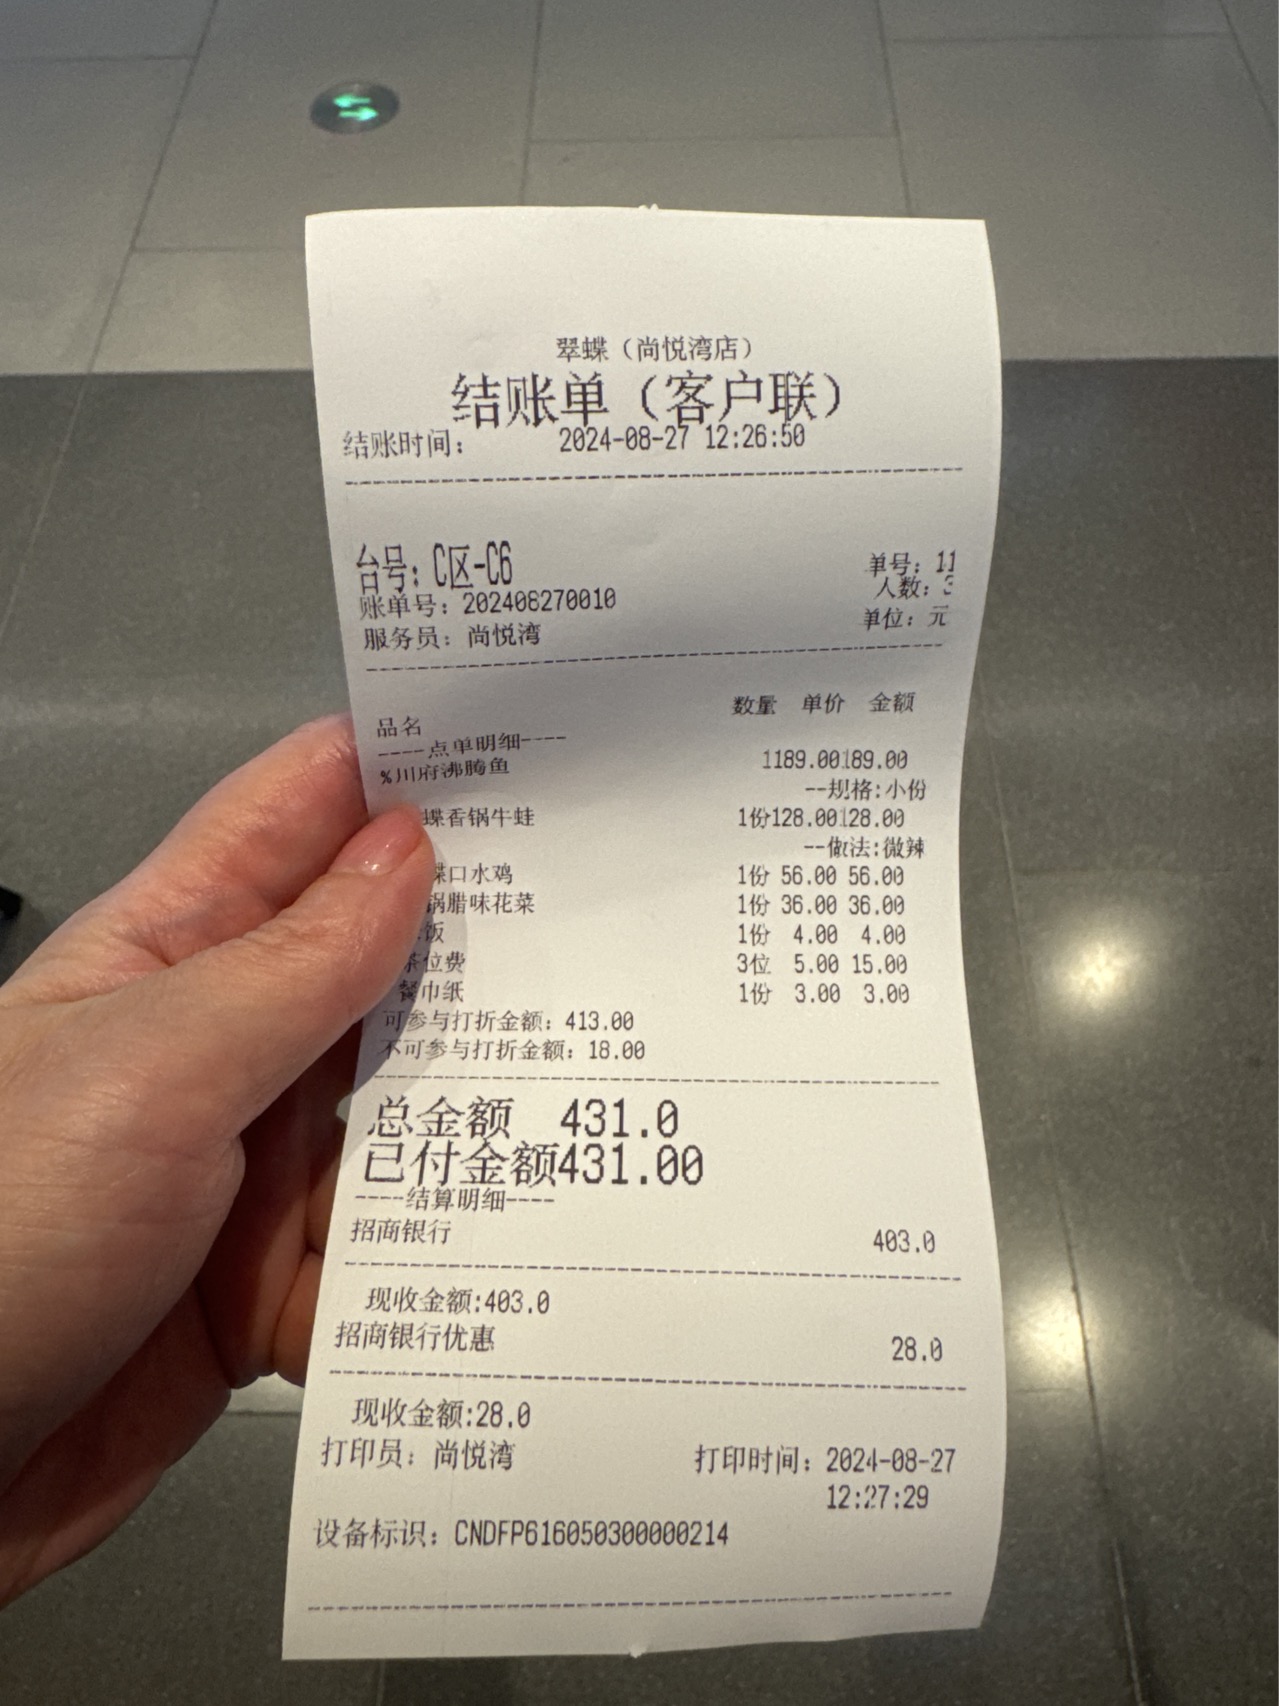 翠蝶（尚悦湾店）
结账单（客户联）
结账时间： 2024-08-27 12:26:50
台号：C区-C6 单号：11
账单号：202408270010 人数：3
服务员：尚悦湾 单位：元
品名 数量 单价 金额
----点单明细----
%川府沸腾鱼 1189.00189.00
--规格:小份
蝶香锅牛蛙 1份128.00128.00
--做法:微辣
蝶口水鸡 1份 56.00 56.00
锅腊味花菜 1份 36.00 36.00
饭 1份 4.00 4.00
茶位费 3位 5.00 15.00
餐巾纸 1份 3.00 3.00
可参与打折金额：413.00
不可参与打折金额：18.00
总金额 431.0
已付金额431.00
----结算明细----
招商银行 403.0
现收金额:403.0
招商银行优惠 28.0
现收金额:28.0
打印员：尚悦湾 打印时间：2024-08-27
12:27:29
设备标识：CNDFP616050300000214